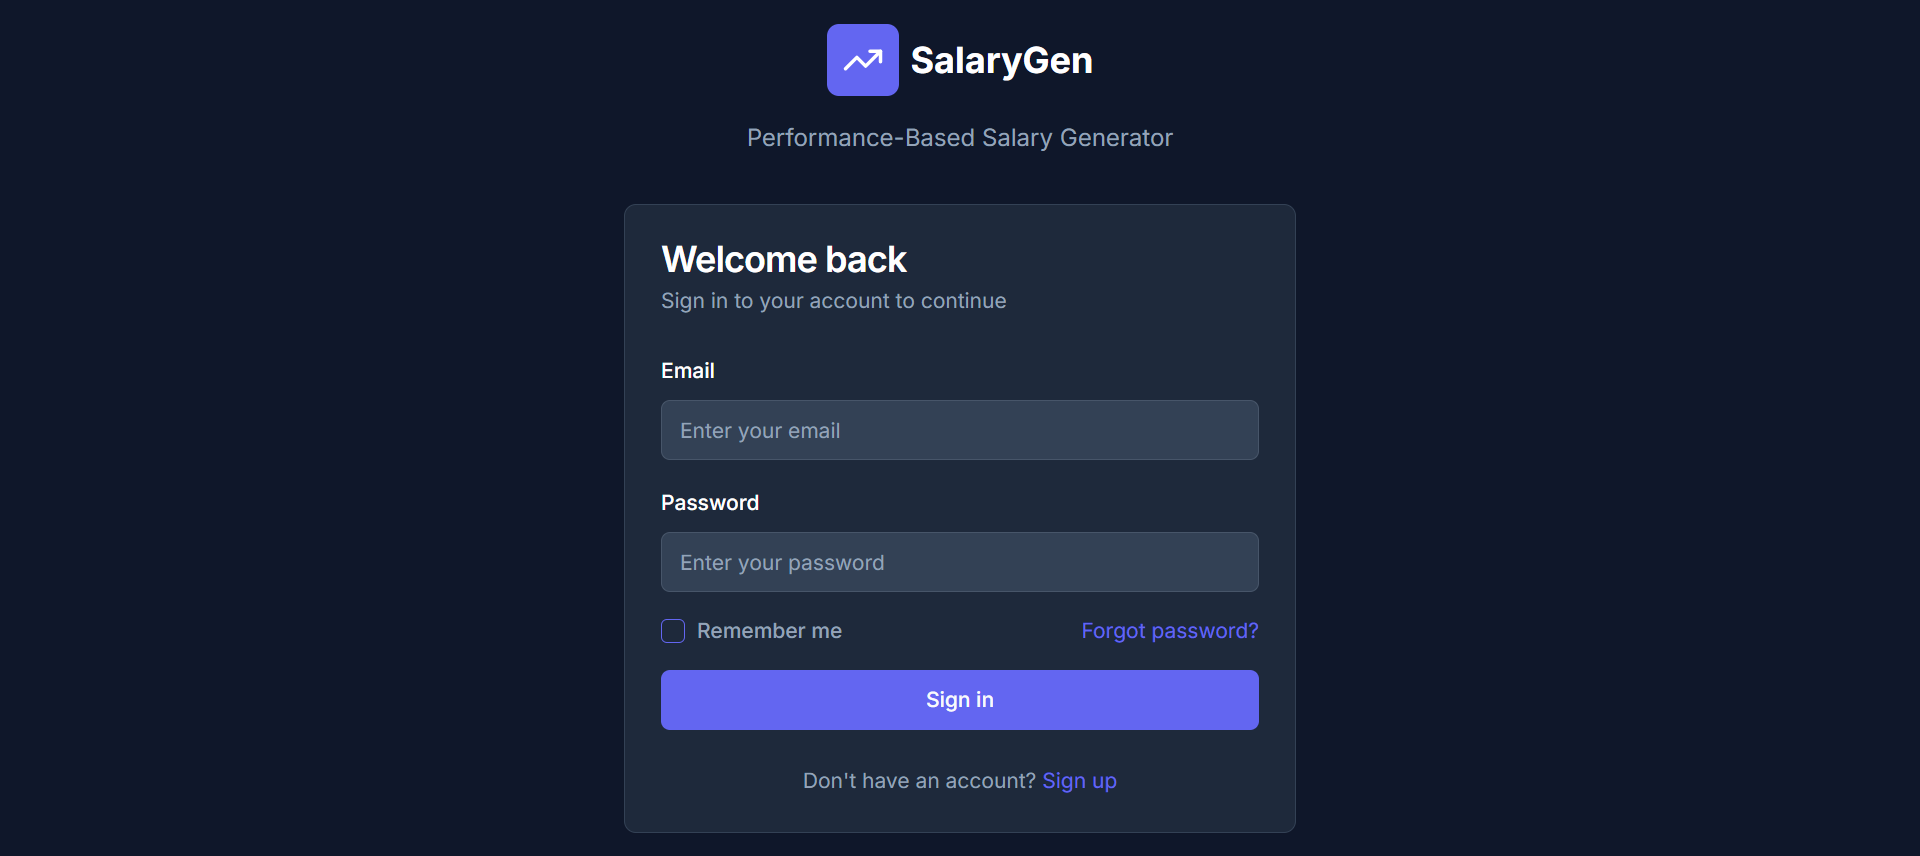 SalaryGen
Performance-Based Salary Generator
Welcome back
Sign in to your account to continue
Email
Enter your email
Password
Enter your password
Remember me
Forgot password?
Sign in
Don't have an account? Sign up